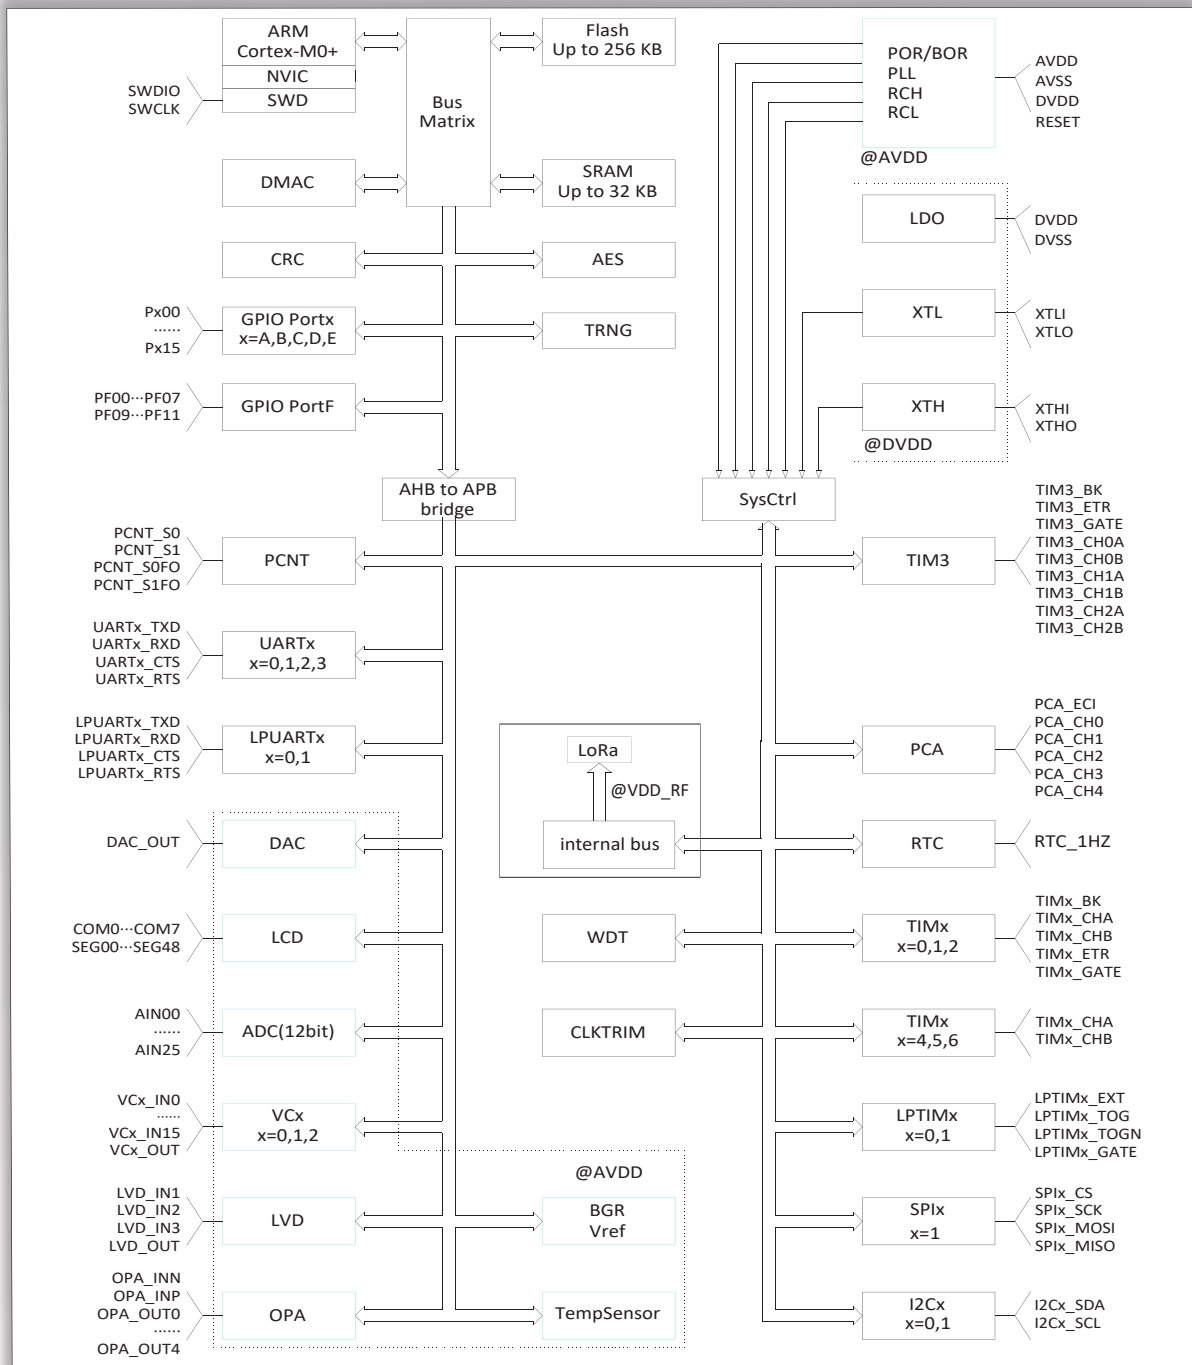 ARM
Cortex-M0+
NVIC
SWD
SWDIO
SWCLK
Bus
Matrix
Flash
Up to 256 KB
DMAC
SRAM
Up to 32 KB
CRC
AES
Px00
......
Px15
GPIO Portx
x=A,B,C,D,E
TRNG
PF00···PF07
PF09···PF11
GPIO PortF
POR/BOR
PLL
RCH
RCL
@AVDD
AVDD
AVSS
DVDD
RESET
LDO
DVDD
DVSS
XTL
XTLI
XTLO
XTH
@DVDD
XTHI
XTHO
AHB to APB
bridge
SysCtrl
PCNT_S0
PCNT_S1
PCNT_S0FO
PCNT_S1FO
PCNT
TIM3
TIM3_BK
TIM3_ETR
TIM3_GATE
TIM3_CH0A
TIM3_CH0B
TIM3_CH1A
TIM3_CH1B
TIM3_CH2A
TIM3_CH2B
UARTx_TXD
UARTx_RXD
UARTx_CTS
UARTx_RTS
UARTx
x=0,1,2,3
LPUARTx_TXD
LPUARTx_RXD
LPUARTx_CTS
LPUARTx_RTS
LPUARTx
x=0,1
LoRa
@VDD_RF
internal bus
PCA
PCA_ECI
PCA_CH0
PCA_CH1
PCA_CH2
PCA_CH3
PCA_CH4
DAC_OUT
DAC
RTC
RTC_1HZ
COM0···COM7
SEG00···SEG48
LCD
WDT
TIMx
x=0,1,2
TIMx_BK
TIMx_CHA
TIMx_CHB
TIMx_ETR
TIMx_GATE
AIN00
......
AIN25
ADC(12bit)
CLKTRIM
TIMx
x=4,5,6
TIMx_CHA
TIMx_CHB
VCx_IN0
......
VCx_IN15
VCx_OUT
VCx
x=0,1,2
LPTIMx
x=0,1
LPTIMx_EXT
LPTIMx_TOG
LPTIMx_TOGN
LPTIMx_GATE
@AVDD
LVD_IN1
LVD_IN2
LVD_IN3
LVD_OUT
LVD
BGR
Vref
SPIx
x=1
SPIx_CS
SPIx_SCK
SPIx_MOSI
SPIx_MISO
OPA_INN
OPA_INP
OPA_OUT0
......
OPA_OUT4
OPA
TempSensor
I2Cx
x=0,1
I2Cx_SDA
I2Cx_SCL